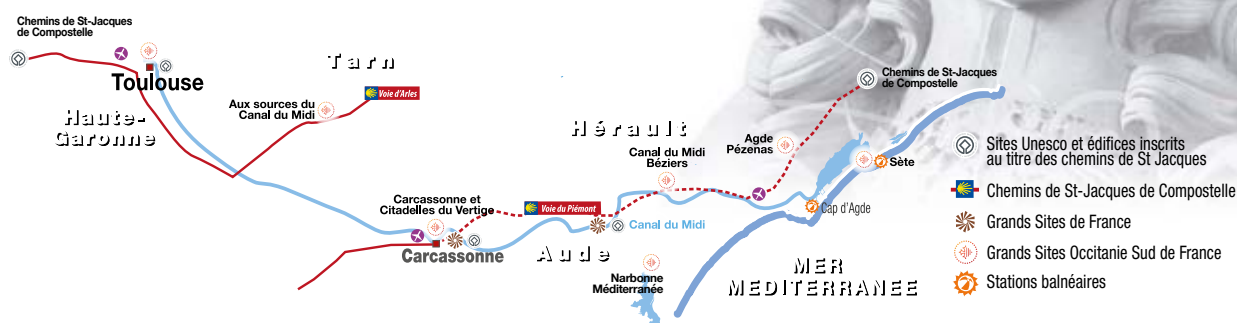 Chemins de St-Jacques
de Compostelle
Toulouse
Tarn
Voie d'Arles
Aux sources du
Canal du Midi
Haute-
Garonne
Chemins de St-Jacques
de Compostelle
Hérault
Agde
Pézenas
Canal du Midi
Béziers
Sète
Cap d'Agde
Carcassonne et
Citadelles du Vertige
Voie du Piémont
Canal du Midi
Carcassonne
Aude
Narbonne
Méditerranée
MER
MEDITERRANEE
Sites Unesco et édifices inscrits
au titre des chemins de St Jacques
Chemins de St-Jacques de Compostelle
Grands Sites de France
Grands Sites Occitanie Sud de France
Stations balnéaires